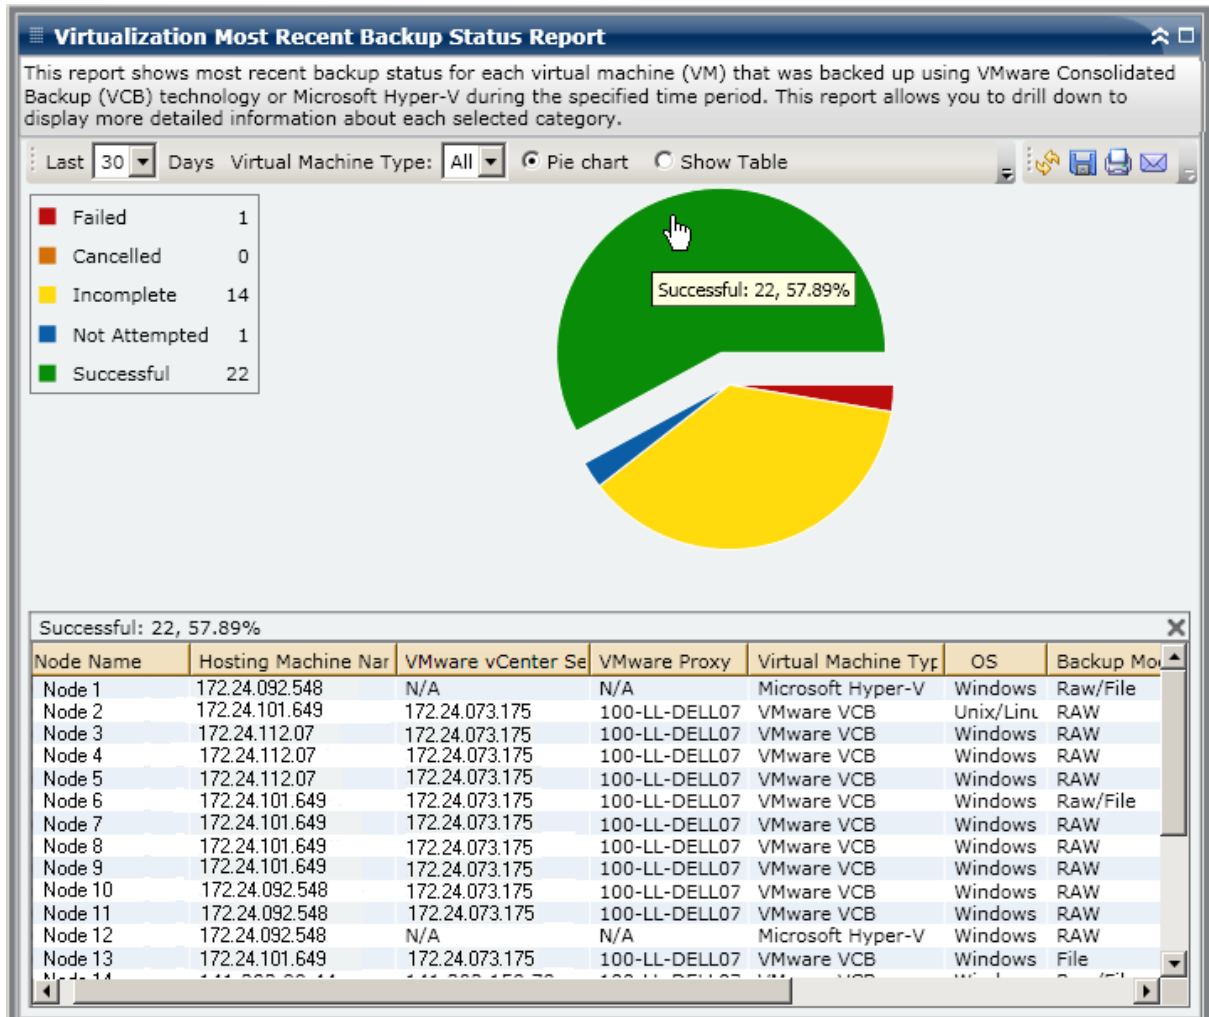 Virtualization Most Recent Backup Status Report
This report shows most recent backup status for each virtual machine (VM) that was backed up using VMware Consolidated
Backup (VCB) technology or Microsoft Hyper-V during the specified time period. This report allows you to drill down to
display more detailed information about each selected category.
Last 30 Days Virtual Machine Type: All Pie chart Show Table
Failed 1
Cancelled 0
Incomplete 14
Not Attempted 1
Successful 22
Successful: 22, 57.89%
Successful: 22, 57.89%
Node Name Hosting Machine Nar VMware vCenter Se VMware Proxy Virtual Machine Typ OS Backup Mo
Node 1 172.24.092.548 N/A N/A Microsoft Hyper-V Windows Raw/File
Node 2 172.24.101.649 172.24.073.175 100-LL-DELL07 VMware VCB Unix/Linu RAW
Node 3 172.24.112.07 172.24.073.175 100-LL-DELL07 VMware VCB Windows RAW
Node 4 172.24.112.07 172.24.073.175 100-LL-DELL07 VMware VCB Windows RAW
Node 5 172.24.112.07 172.24.073.175 100-LL-DELL07 VMware VCB Windows RAW
Node 6 172.24.101.649 172.24.073.175 100-LL-DELL07 VMware VCB Windows Raw/File
Node 7 172.24.101.649 172.24.073.175 100-LL-DELL07 VMware VCB Windows RAW
Node 8 172.24.101.649 172.24.073.175 100-LL-DELL07 VMware VCB Windows RAW
Node 9 172.24.101.649 172.24.073.175 100-LL-DELL07 VMware VCB Windows RAW
Node 10 172.24.092.548 172.24.073.175 100-LL-DELL07 VMware VCB Windows RAW
Node 11 172.24.092.548 172.24.073.175 100-LL-DELL07 VMware VCB Windows RAW
Node 12 172.24.092.548 N/A N/A Microsoft Hyper-V Windows RAW
Node 13 172.24.101.649 172.24.073.175 100-LL-DELL07 VMware VCB Windows File